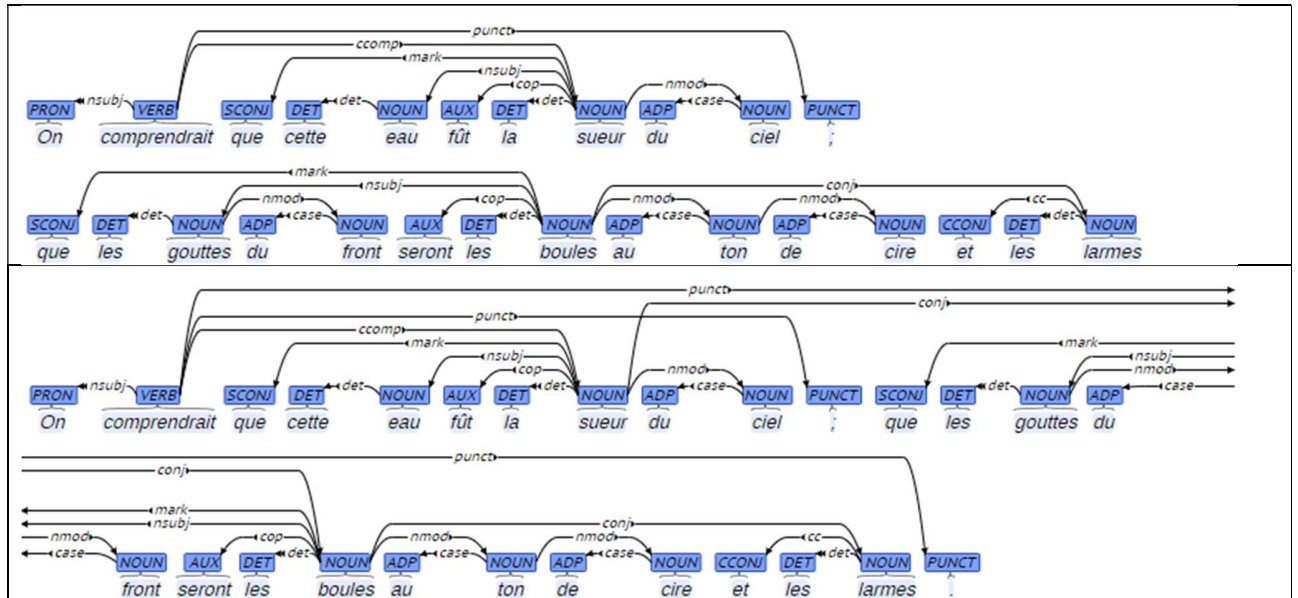 punct
ccomp
mark
nsubj
cop
nsubj det det nmod case
PRON VERB SCONJ DET NOUN AUX DET NOUN ADP NOUN PUNCT
On comprendrait que cette eau fût la sueur du ciel ;
mark
nsubj conj
det nmod case cop det nmod case nmod case cc det
SCONJ DET NOUN ADP NOUN AUX DET NOUN ADP NOUN ADP NOUN CCONJ DET NOUN
que les gouttes du front seront les boules au ton de cire et les larmes
punct
conj
punct
ccomp
mark mark
nsubj nsubj
cop nmod nmod
nsubj det det case det case
PRON VERB SCONJ DET NOUN AUX DET NOUN ADP NOUN PUNCT SCONJ DET NOUN ADP
On comprendrait que cette eau fût la sueur du ciel ; que les gouttes du
punct
conj
mark
nsubj conj
nmod cop nmod nmod cc
case det case case det
NOUN AUX DET NOUN ADP NOUN ADP NOUN CCONJ DET NOUN PUNCT
front seront les boules au ton de cire et les larmes .